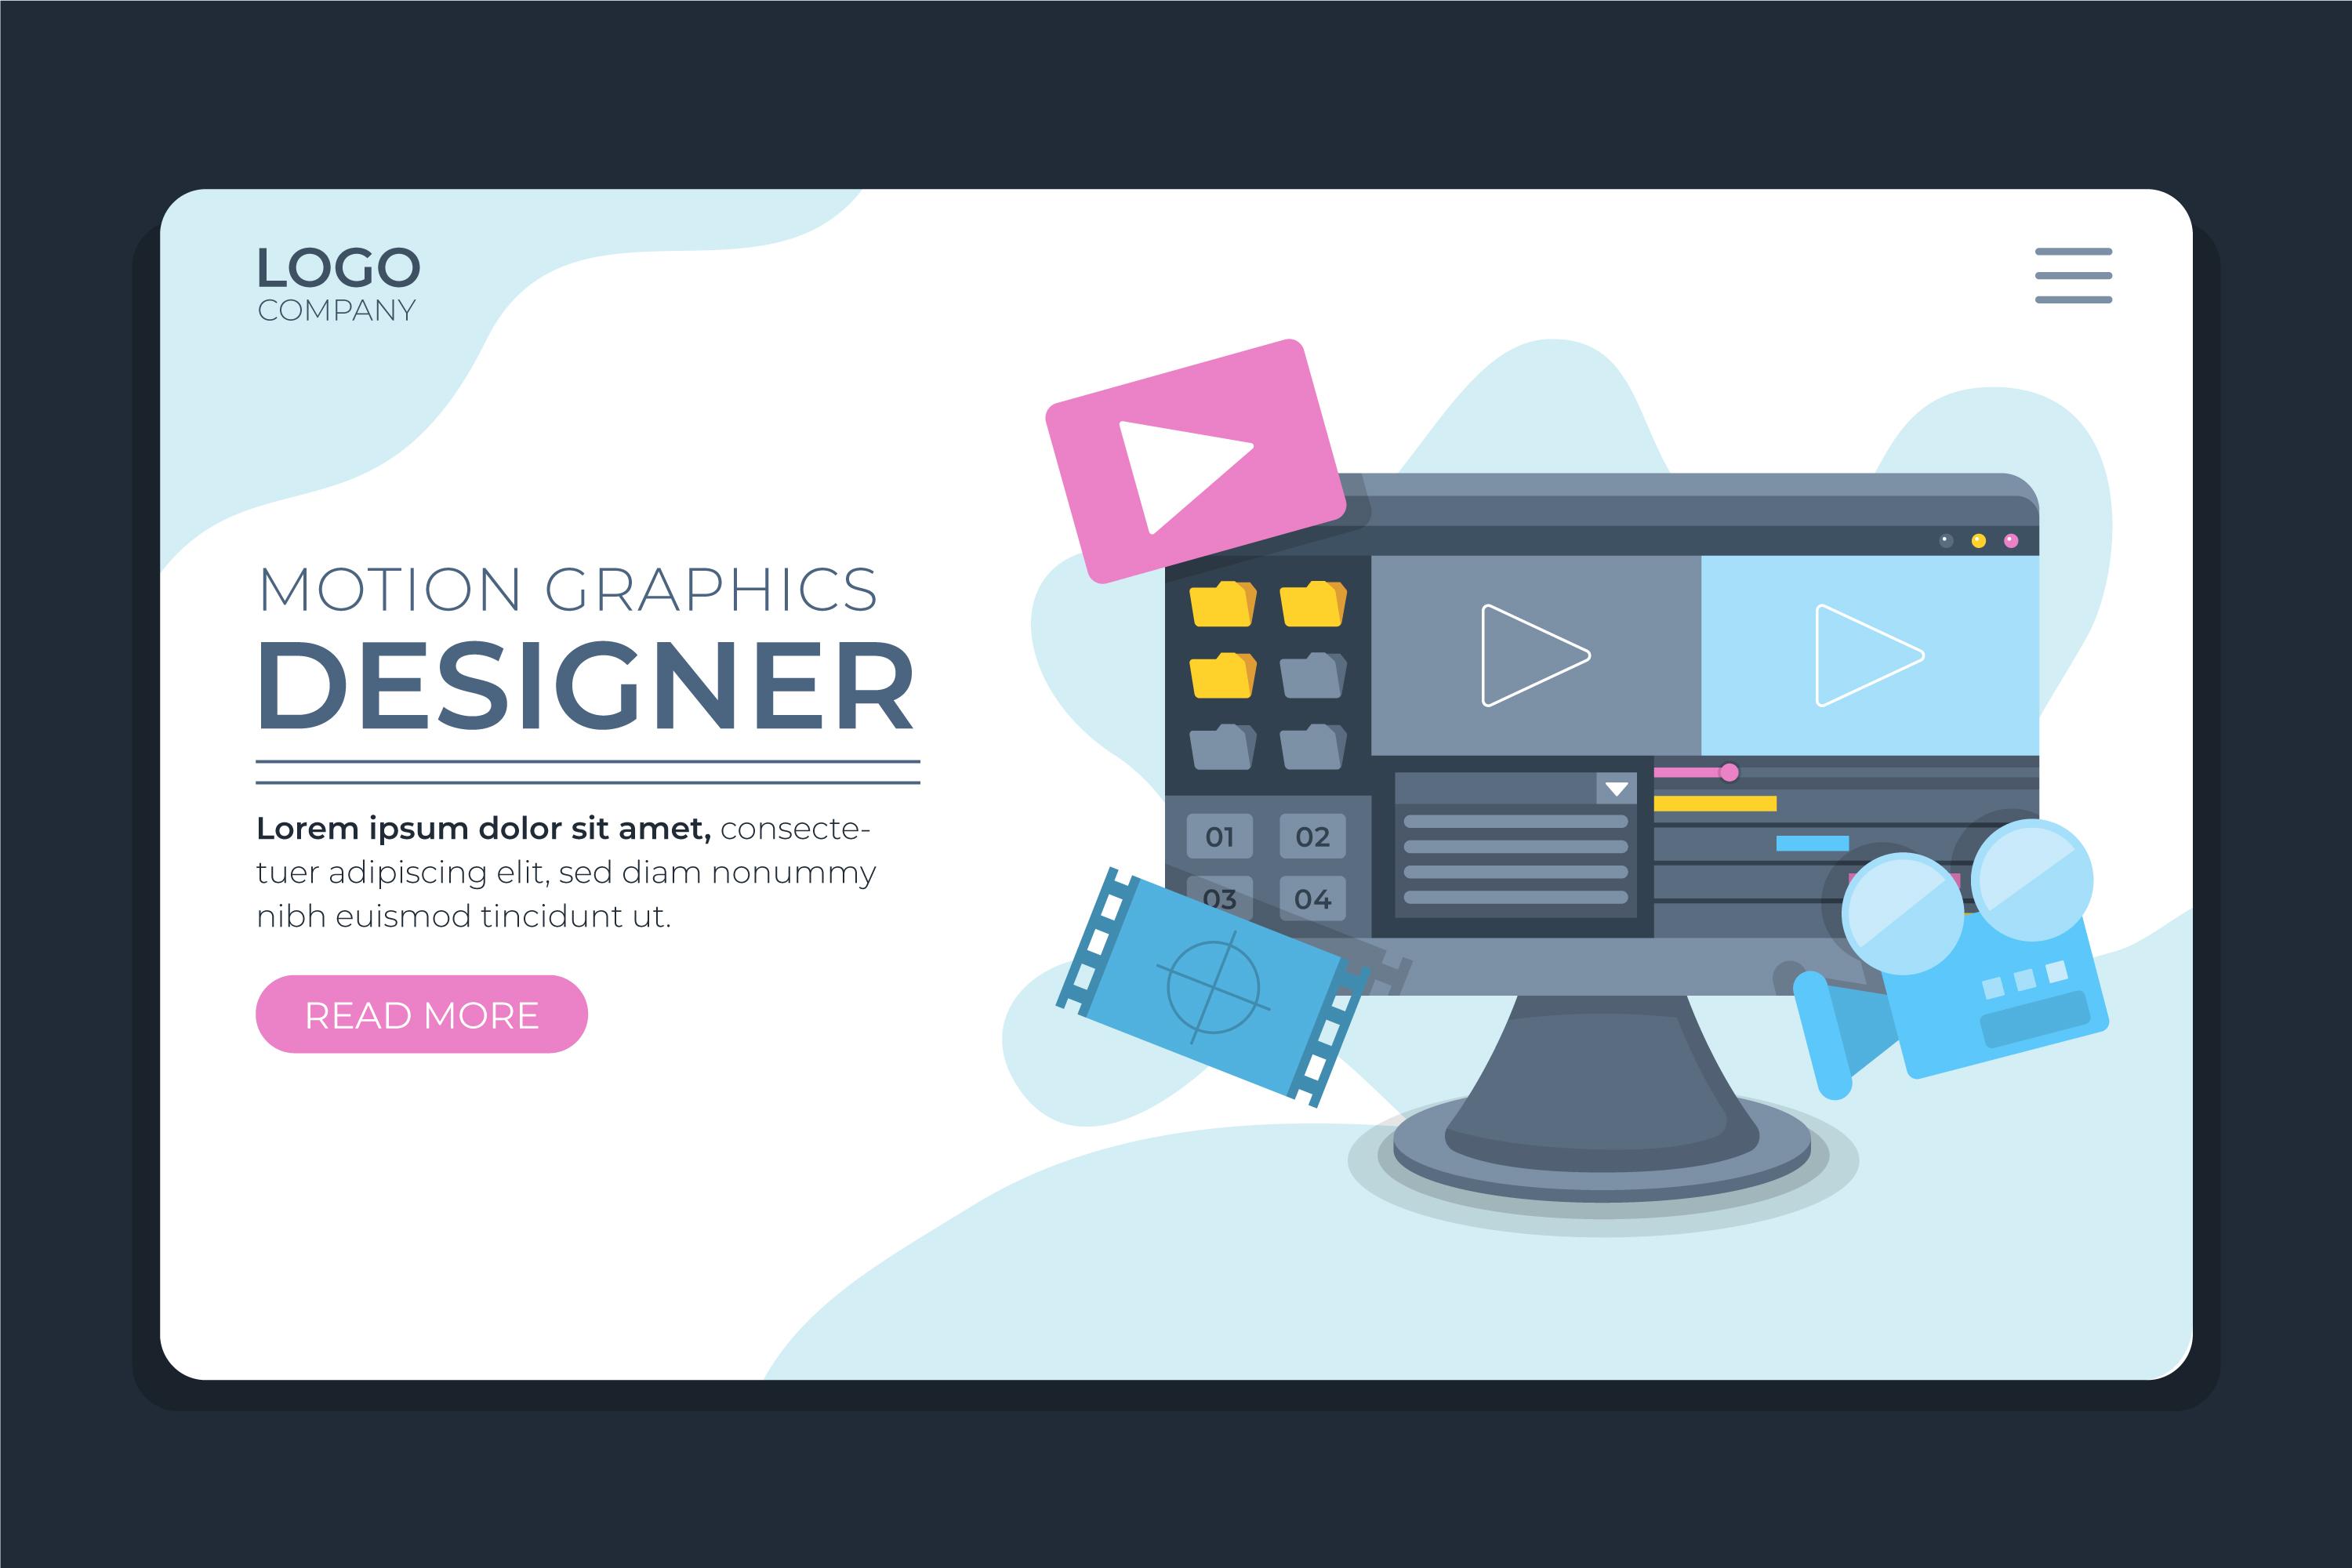 LOGO
COMPANY
MOTION GRAPHICS
DESIGNER
Lorem ipsum dolor sit amet, consecte-
tuer adipiscing elit, sed diam nonummy
nibh euismod tincidunt ut.
READ MORE
01 02
03 04